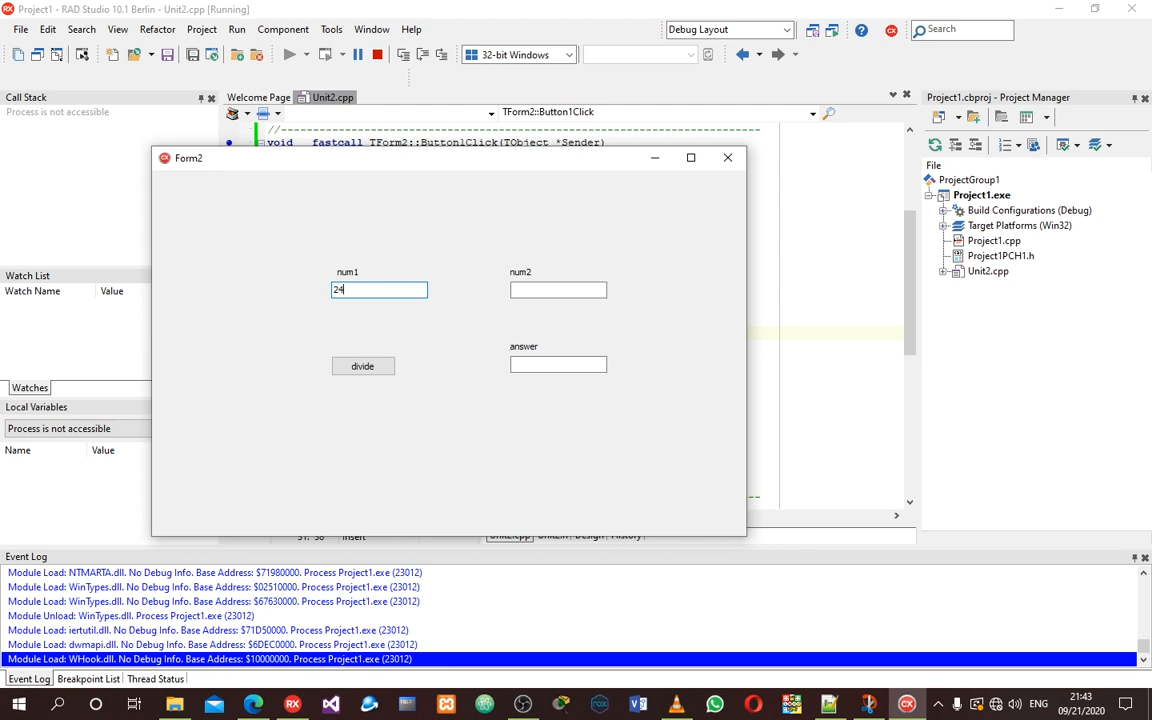 Project1 - RAD Studio 10.1 Berlin - Unit2.cpp [Running]
File Edit Search View Refactor Project Run Component Tools Window Help
Debug Layout
Search
32-bit Windows
Call Stack
Process is not accessible
Welcome Page Unit2.cpp
TForm2::Button1Click
//------------------------------------------------------------------
void __fastcall TForm2::Button1Click(TObject *Sender)
Form2
num1
24
num2
divide
answer
Watch List
Watch Name Value
Watches
Local Variables
Process is not accessible
Name Value
Project1.cbproj - Project Manager
File
ProjectGroup1
Project1.exe
Build Configurations (Debug)
Target Platforms (Win32)
Project1.cpp
Project1PCH1.h
Unit2.cpp
Insert Unit2.cpp Unit2.h Design History
Event Log
Module Load: NTMARTA.dll. No Debug Info. Base Address: $71980000. Process Project1.exe (23012)
Module Load: WinTypes.dll. No Debug Info. Base Address: $02510000. Process Project1.exe (23012)
Module Load: WinTypes.dll. No Debug Info. Base Address: $67630000. Process Project1.exe (23012)
Module Unload: WinTypes.dll. Process Project1.exe (23012)
Module Load: iertutil.dll. No Debug Info. Base Address: $71D50000. Process Project1.exe (23012)
Module Load: dwmapi.dll. No Debug Info. Base Address: $6DEC0000. Process Project1.exe (23012)
Module Load: WHook.dll. No Debug Info. Base Address: $10000000. Process Project1.exe (23012)
Event Log Breakpoint List Thread Status
ENG
21:43
09/21/2020